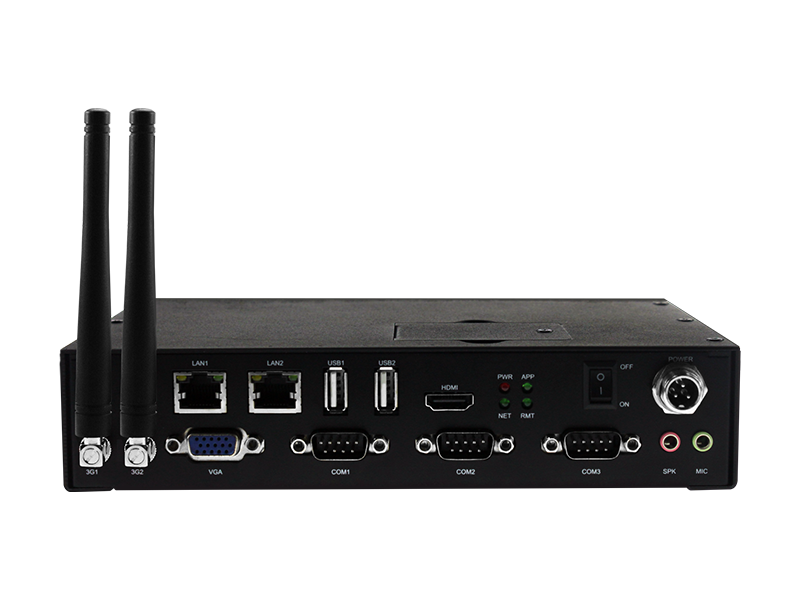 LAN1
LAN2
USB1
USB2
HDMI
PWR APP
NET RMT
OFF
ON
POWER
3G1
3G2
VGA
COM1
COM2
COM3
SPK
MIC